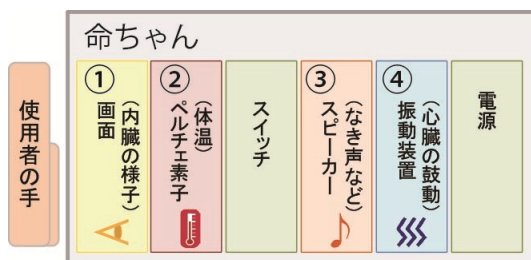 命ちゃん
使用者の手
①
画面
(内臓の様子)
②
ペルチェ素子
(体温)
スイッチ
③
スピーカー
(なき声など)
④
振動装置
(心臓の鼓動)
電源